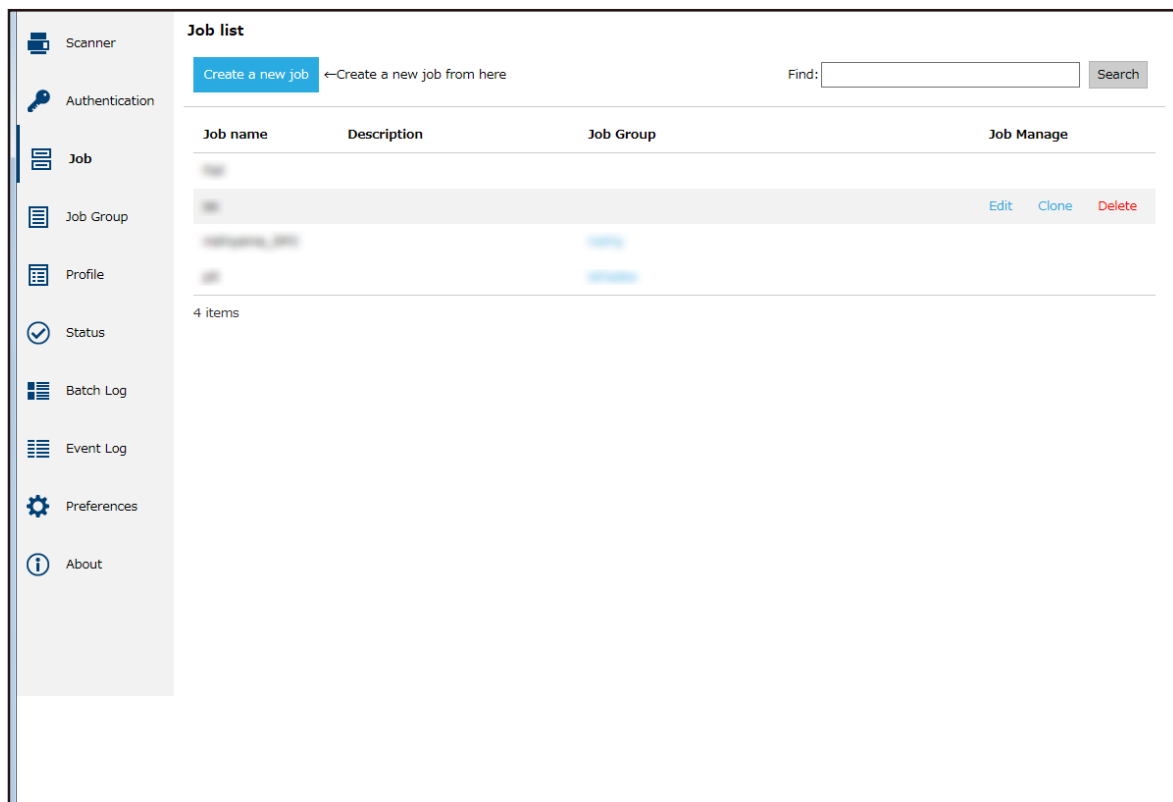 Scanner
Authentication
Job
Job Group
Profile
Status
Batch Log
Event Log
Preferences
About
Job list
Create a new job ←Create a new job from here Find: Search
Job name Description Job Group Job Manage
Edit Clone Delete
4 items